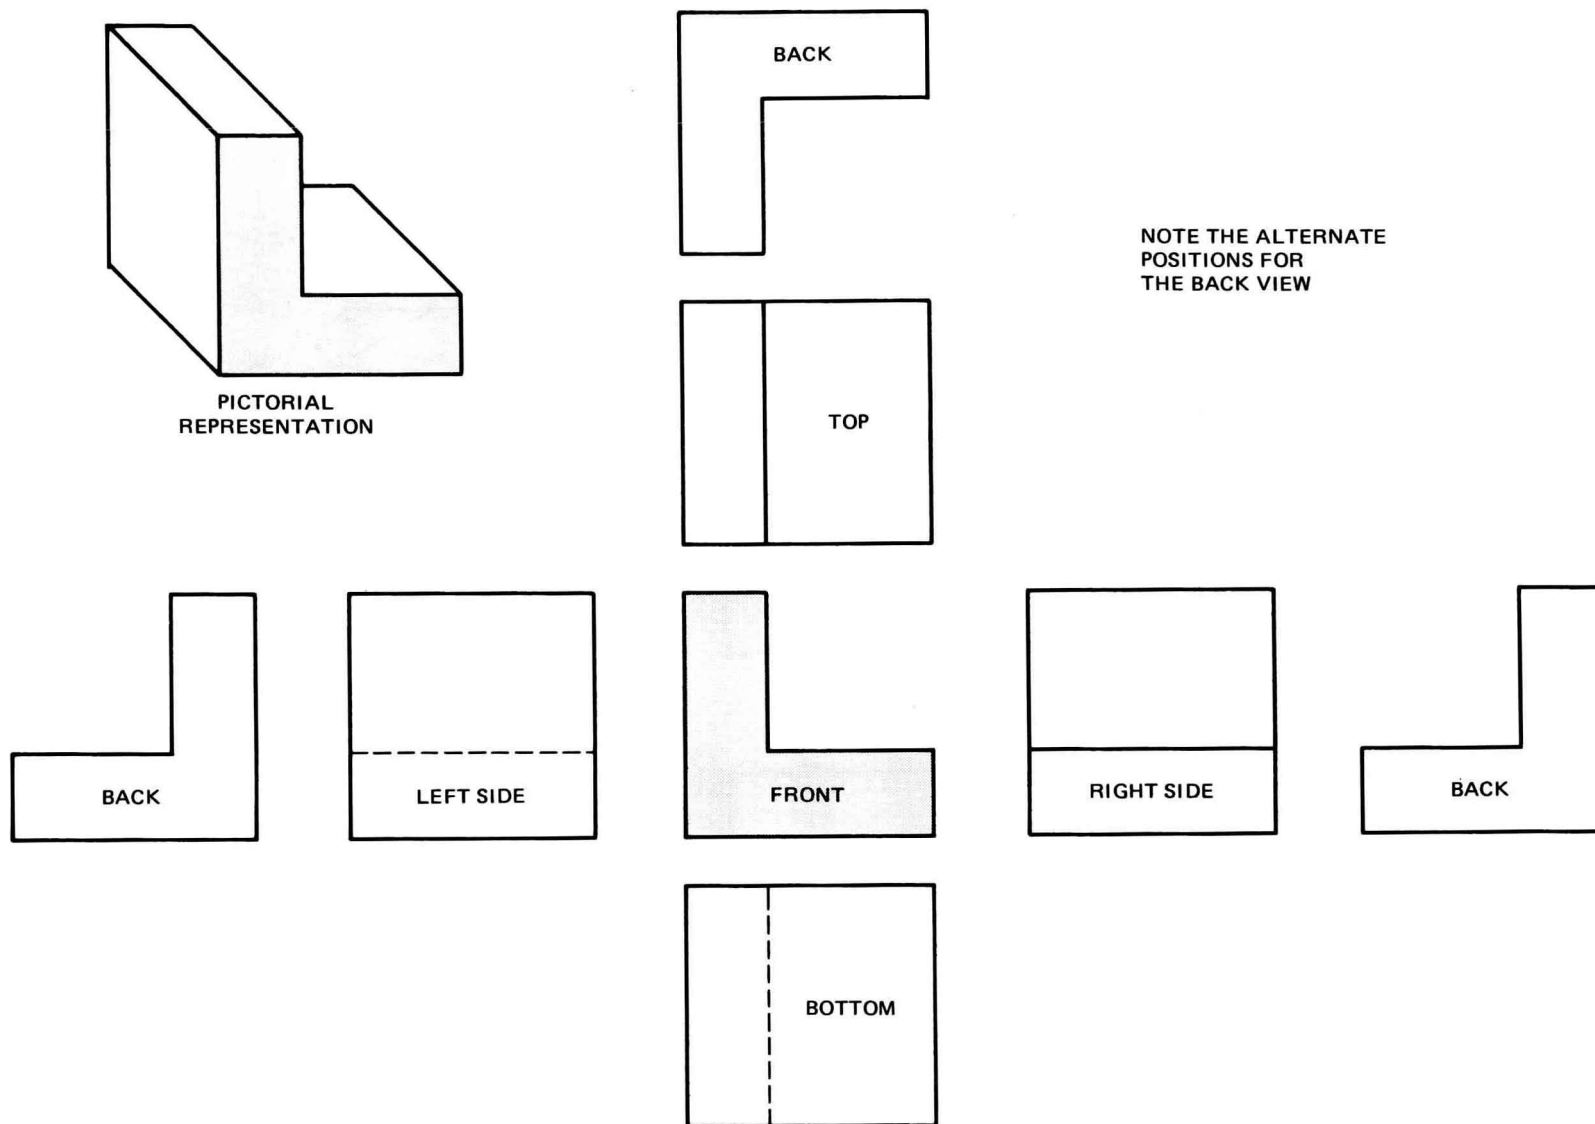 BACK
NOTE THE ALTERNATE
POSITIONS FOR
THE BACK VIEW
PICTORIAL
REPRESENTATION
TOP
BACK
LEFT SIDE
FRONT
RIGHT SIDE
BACK
BOTTOM